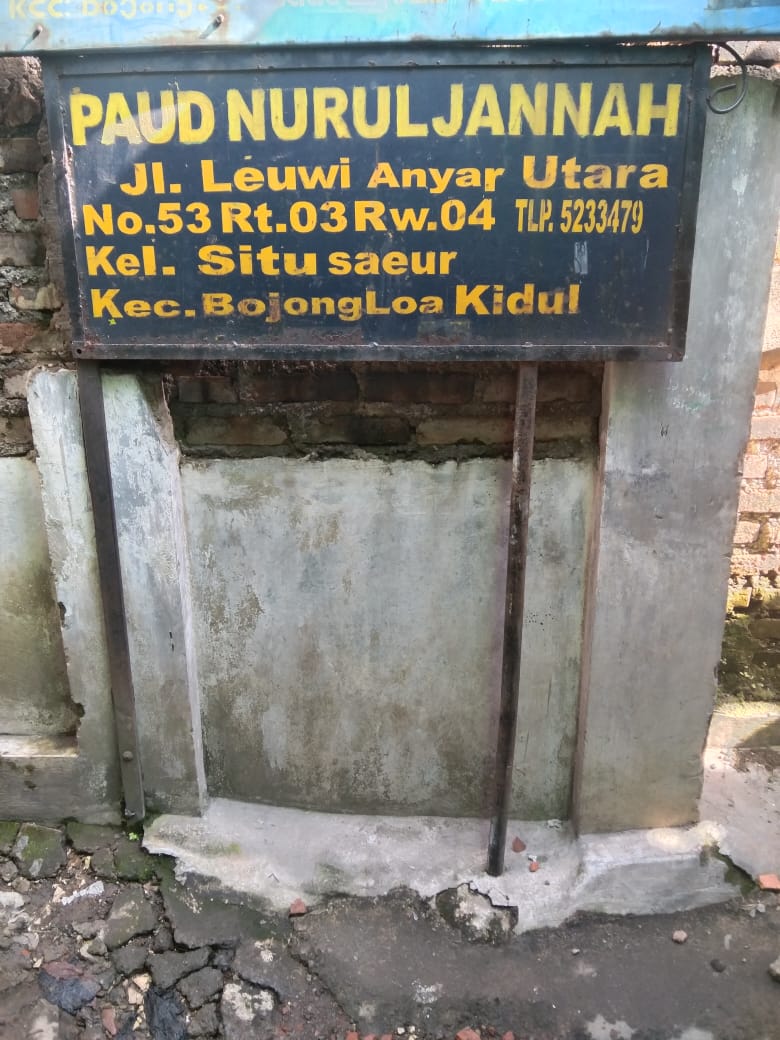 PAUD NURUL JANNAH
Jl. Leuwi Anyar Utara
No.53 Rt.03 Rw.04 TLP. 5233479
Kel. Situ saeur
Kec. BojongLoa Kidul